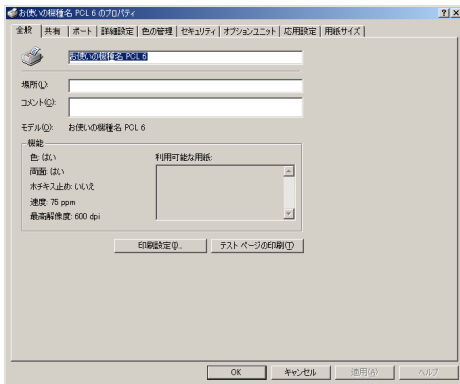 お使いの機種名 PCL 6 のプロパティ
全般 共有 ポート 詳細設定 色の管理 セキュリティ オプションユニット 応用設定 用紙サイズ
お使いの機種名 PCL 6
場所(L):
コメント(C):
モデル(O): お使いの機種名 PCL 6
機能
色: はい 利用可能な用紙:
両面: はい
ホチキス止め: いいえ
速度: 75 ppm
最高解像度: 600 dpi
印刷設定(I)... テスト ページの印刷(T)
OK キャンセル 適用(A) ヘルプ